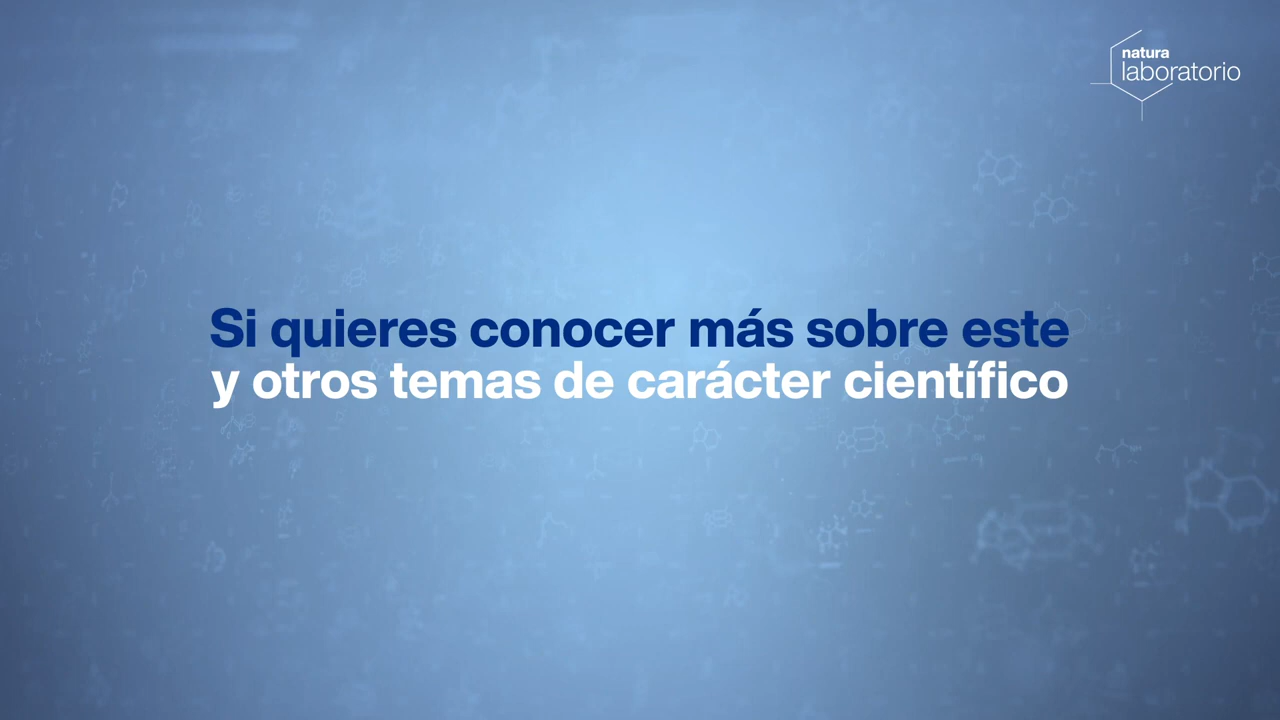 natura
laboratorio
Si quieres conocer más sobre este
y otros temas de carácter científico